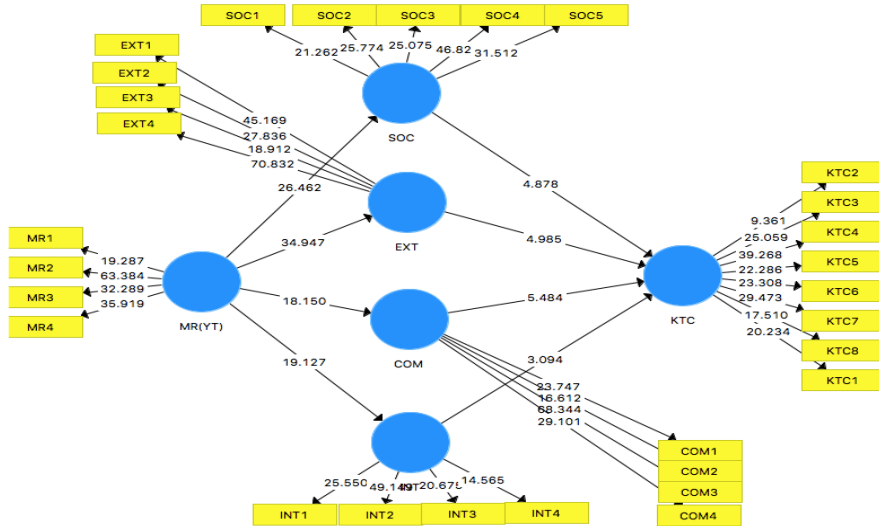 SOC1 SOC2 SOC3 SOC4 SOC5
EXT1
EXT2
EXT3
EXT4
21.262 25.774 25.075 46.82 31.512
SOC
45.169
27.836
18.912
70.832
26.462
4.878
EXT
34.947
4.985
MR1
MR2
MR3
MR4
19.287
63.384
32.289
35.919
MR(YT)
18.150
COM
5.484
19.127
3.094
KTC
KTC2
KTC3
KTC4
KTC5
KTC6
KTC7
KTC8
KTC1
9.361
25.059
39.268
22.286
23.308
29.473
17.510
20.234
23.747
16.612
68.344
29.101
COM1
COM2
COM3
COM4
INT
25.550 49.149 20.675 14.565
INT1 INT2 INT3 INT4